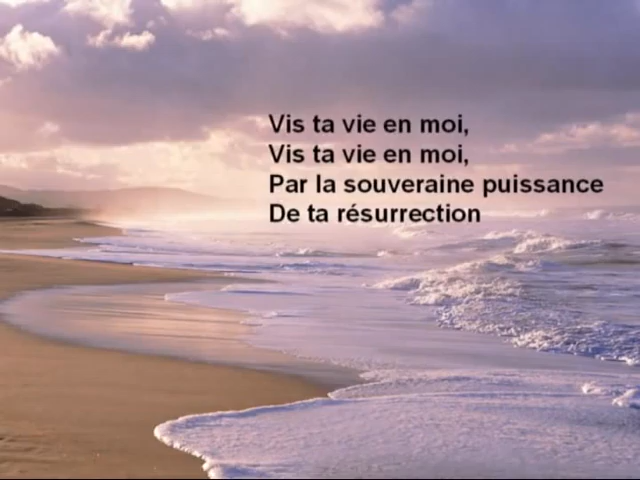 Vis ta vie en moi,
Vis ta vie en moi,
Par la souveraine puissance
De ta résurrection